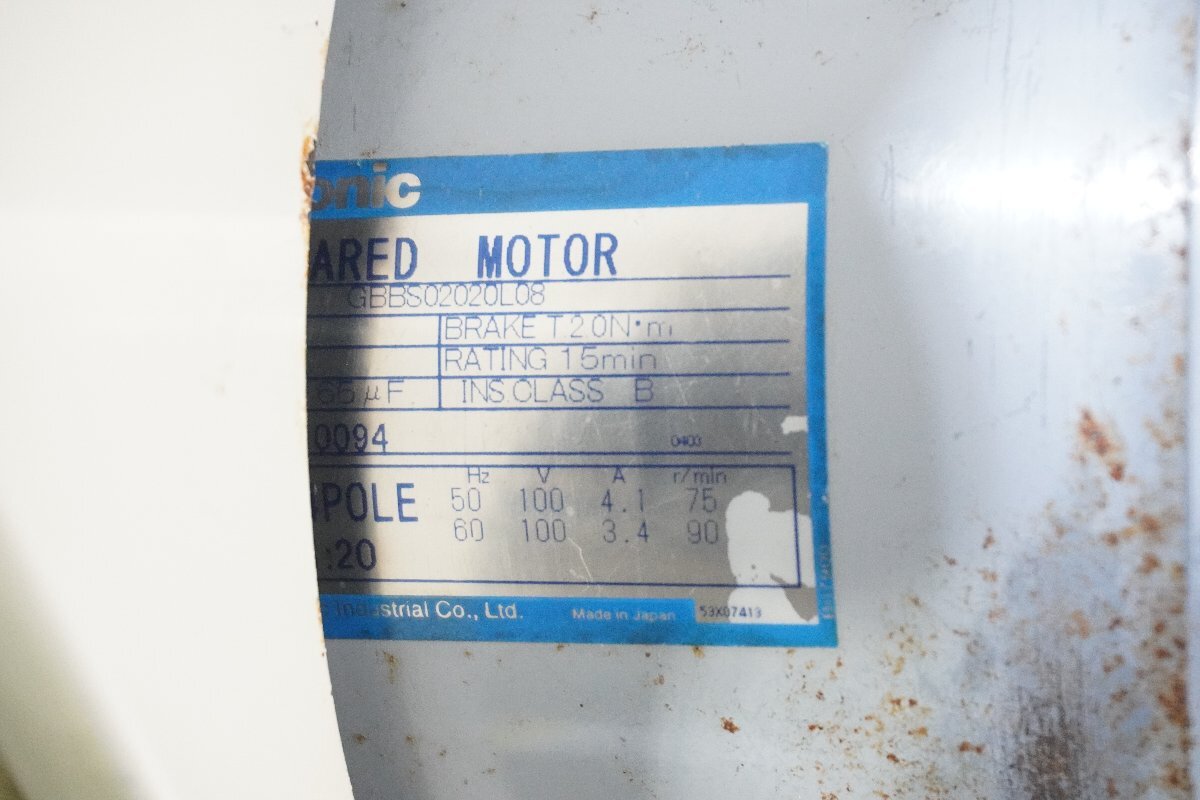 onic
ARED MOTOR
GBBS02020L08
BRAKE T 2.0N・m
RATING 15min
65μF INS.CLASS B
0094 0403
Hz V A r/min
POLE 50 100 4.1 75
60 100 3.4 90
:20
Industrial Co., Ltd. Made in Japan 53X07413